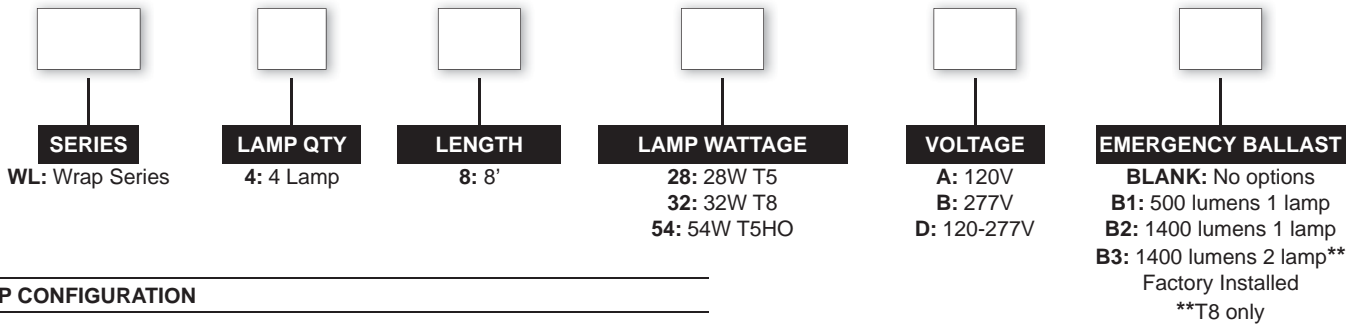 SERIES
WL: Wrap Series
LAMP QTY
4: 4 Lamp
LENGTH
8: 8’
LAMP WATTAGE
28: 28W T5
32: 32W T8
54: 54W T5HO
VOLTAGE
A: 120V
B: 277V
D: 120-277V
EMERGENCY BALLAST
BLANK: No options
B1: 500 lumens 1 lamp
B2: 1400 lumens 1 lamp
B3: 1400 lumens 2 lamp**
Factory Installed
**T8 only
P CONFIGURATION